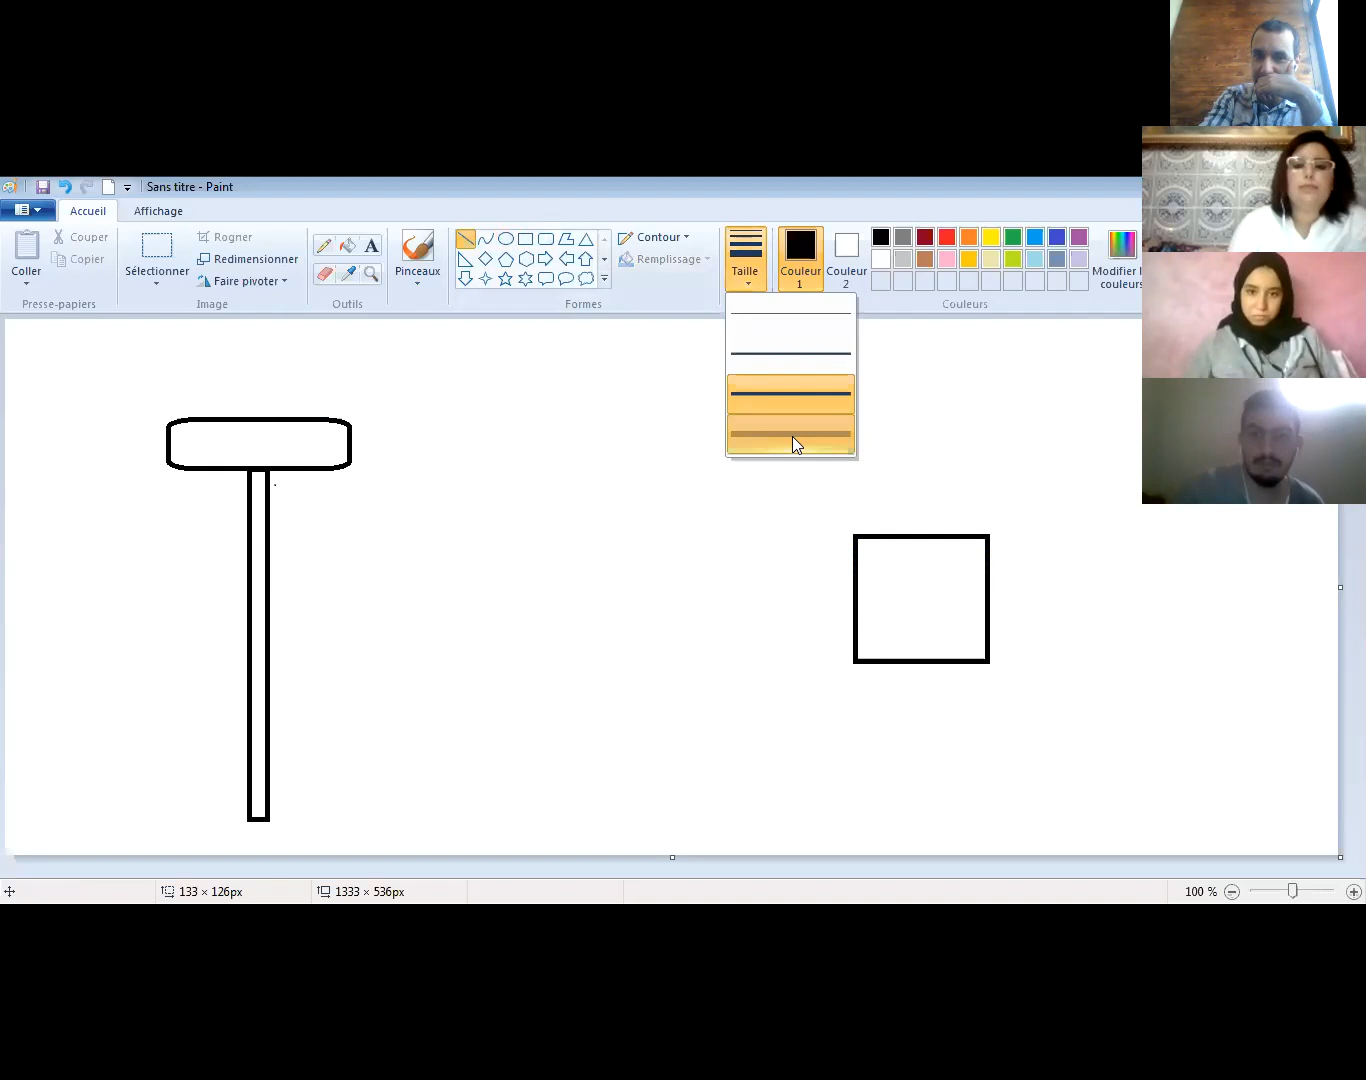 Sans titre - Paint
Accueil
Affichage
Coller
Couper
Copier
Presse-papiers
Sélectionner
Rogner
Redimensionner
Faire pivoter
Image
A
Outils
Pinceaux
Contour
Remplissage
Formes
Taille
Couleur
1
Couleur
2
Modifier l
couleurs
Couleurs
133 × 126px
1333 × 536px
100 %